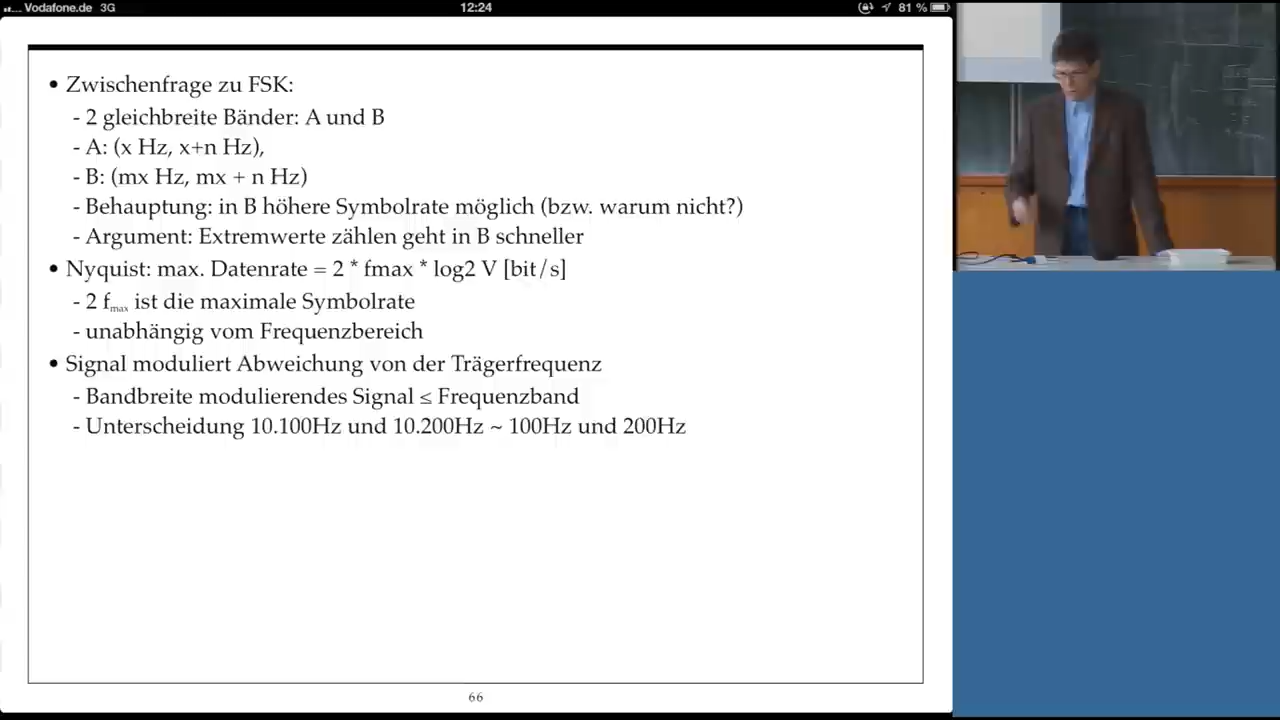 Vodafone.de 3G 12:24 81 %
• Zwischenfrage zu FSK:
- 2 gleichbreite Bänder: A und B
- A: (x Hz, x+n Hz),
- B: (mx Hz, mx + n Hz)
- Behauptung: in B höhere Symbolrate möglich (bzw. warum nicht?)
- Argument: Extremwerte zählen geht in B schneller
• Nyquist: max. Datenrate = 2 * fmax * log2 V [bit/s]
- 2 fmax ist die maximale Symbolrate
- unabhängig vom Frequenzbereich
• Signal moduliert Abweichung von der Trägerfrequenz
- Bandbreite modulierendes Signal ≤ Frequenzband
- Unterscheidung 10.100Hz und 10.200Hz ~ 100Hz und 200Hz
66